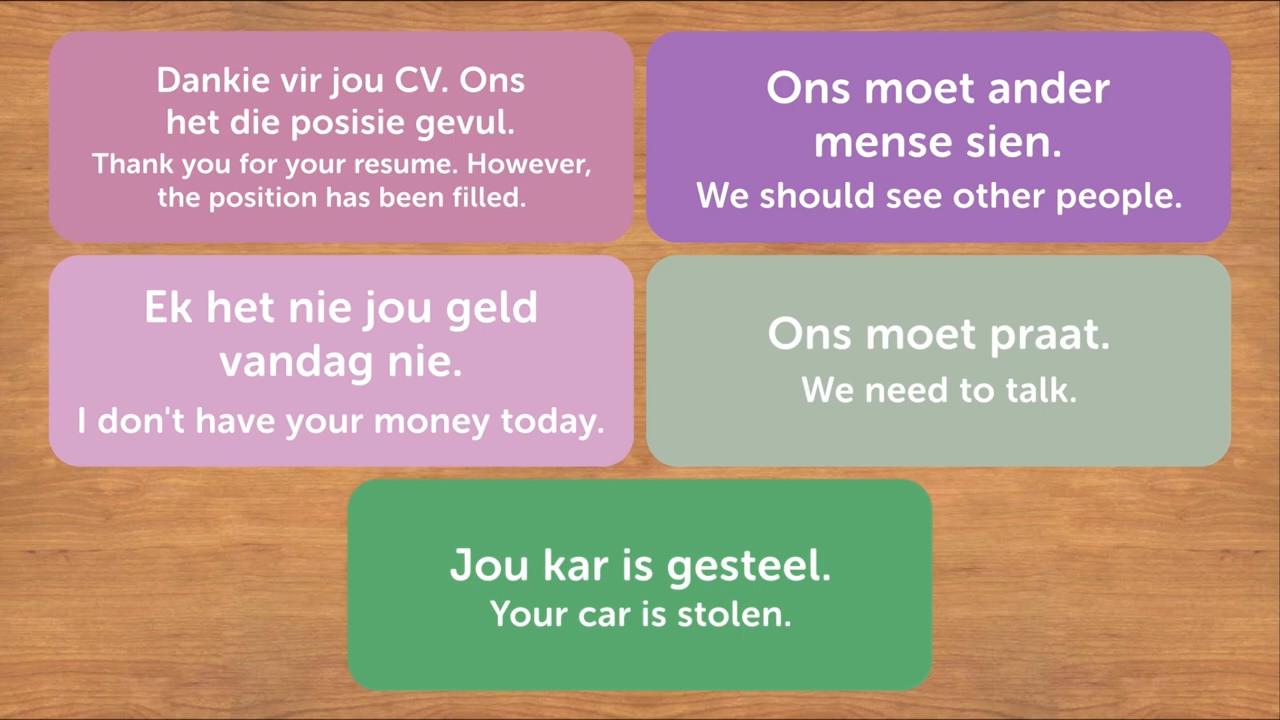 Dankie vir jou CV. Ons
het die posisie gevul.
Thank you for your resume. However,
the position has been filled.
Ons moet ander
mense sien.
We should see other people.
Ek het nie jou geld
vandag nie.
I don't have your money today.
Ons moet praat.
We need to talk.
Jou kar is gesteel.
Your car is stolen.